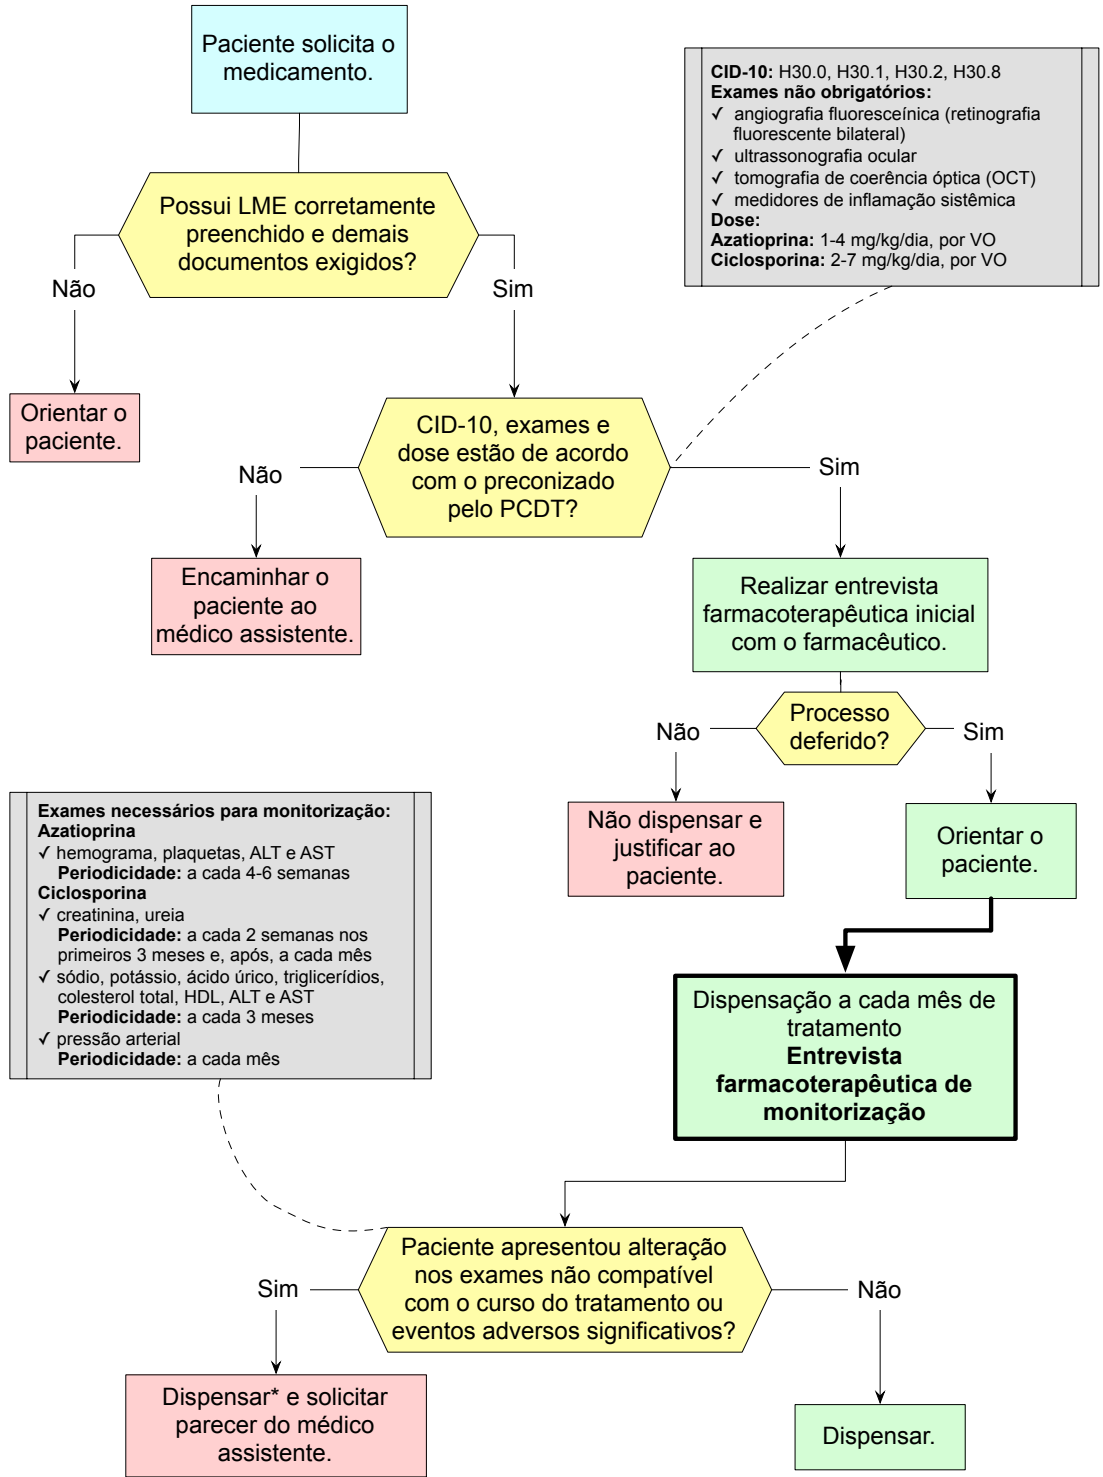 Paciente solicita o
medicamento.
CID-10: H30.0, H30.1, H30.2, H30.8
Exames não obrigatórios:
✓ angiografia fluoresceínica (retinografia
fluorescente bilateral)
✓ ultrassonografia ocular
✓ tomografia de coerência óptica (OCT)
✓ medidores de inflamação sistêmica
Dose:
Azatioprina: 1-4 mg/kg/dia, por VO
Ciclosporina: 2-7 mg/kg/dia, por VO
Possui LME corretamente
preenchido e demais
documentos exigidos?
Não
Sim
Orientar o
paciente.
CID-10, exames e
dose estão de acordo
com o preconizado
pelo PCDT?
Não
Sim
Encaminhar o
paciente ao
médico assistente.
Realizar entrevista
farmacoterapêutica inicial
com o farmacêutico.
Processo
deferido?
Não
Sim
Não dispensar e
justificar ao
paciente.
Orientar o
paciente.
Exames necessários para monitorização:
Azatioprina
✓ hemograma, plaquetas, ALT e AST
Periodicidade: a cada 4-6 semanas
Ciclosporina
✓ creatinina, ureia
Periodicidade: a cada 2 semanas nos
primeiros 3 meses e, após, a cada mês
✓ sódio, potássio, ácido úrico, triglicerídios,
colesterol total, HDL, ALT e AST
Periodicidade: a cada 3 meses
✓ pressão arterial
Periodicidade: a cada mês
Dispensação a cada mês de
tratamento
Entrevista
farmacoterapêutica de
monitorização
Paciente apresentou alteração
nos exames não compatível
com o curso do tratamento ou
eventos adversos significativos?
Sim
Não
Dispensar* e solicitar
parecer do médico
assistente.
Dispensar.